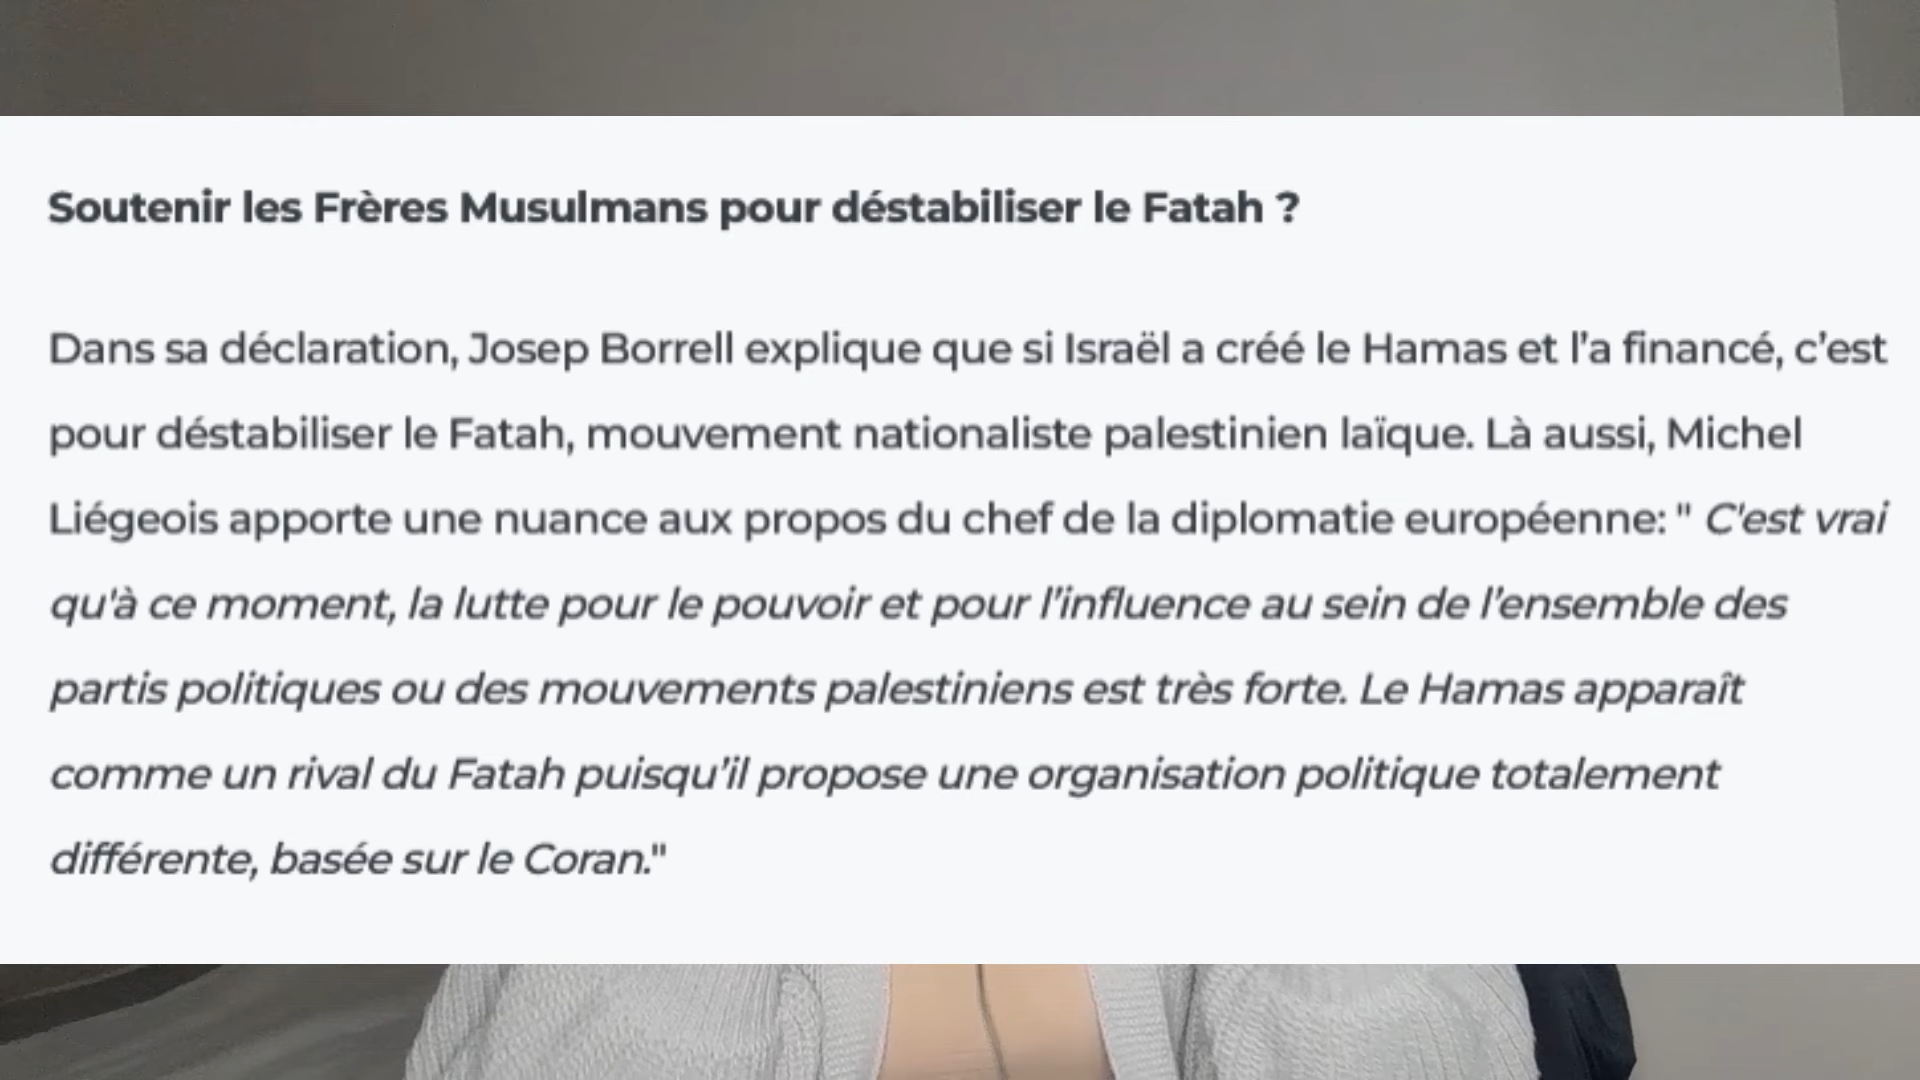 Soutenir les Frères Musulmans pour déstabiliser le Fatah ?
Dans sa déclaration, Josep Borrell explique que si Israël a créé le Hamas et l’a financé, c’est
pour déstabiliser le Fatah, mouvement nationaliste palestinien laïque. Là aussi, Michel
Liégeois apporte une nuance aux propos du chef de la diplomatie européenne: " C'est vrai
qu'à ce moment, la lutte pour le pouvoir et pour l’influence au sein de l’ensemble des
partis politiques ou des mouvements palestiniens est très forte. Le Hamas apparaît
comme un rival du Fatah puisqu’il propose une organisation politique totalement
différente, basée sur le Coran."